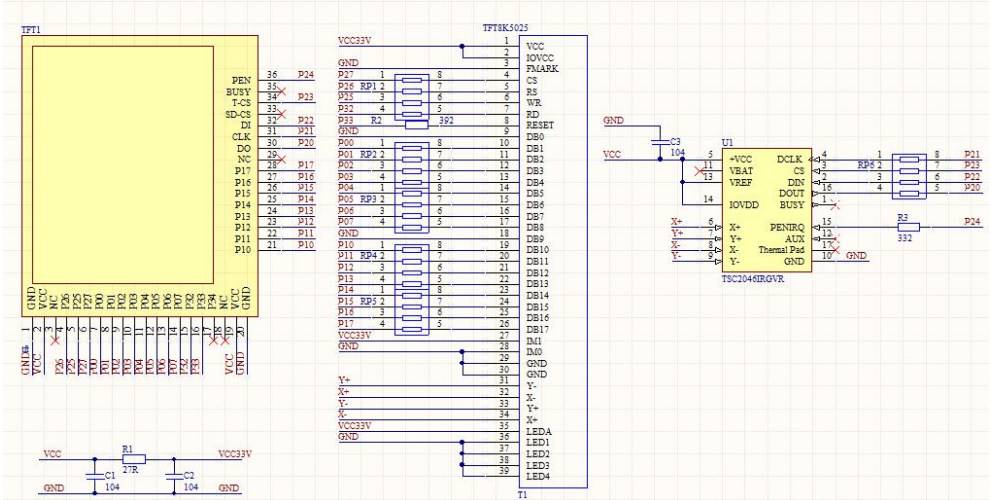 TFT1
PEN 36 P24
BUSY 35
T-CS 34 P23
SD-CS 33
DI 32 P22
CLK 31 P21
DO 30 P20
NC 29
P17 28 P17
P16 27 P16
P15 26 P15
P14 25 P14
P13 24 P13
P12 23 P12
P11 22 P11
P10 21 P10
GND VCC NC P26 P25 P27 P00 P01 P02 P03 P04 P05 P06 P07 P32 P33 P34 NC VCC GND
1 2 3 4 5 6 7 8 9 10 11 12 13 14 15 16 17 18 19 20
GND VCC P26 P25 P27 P00 P01 P02 P03 P04 P05 P06 P07 P32 P33 VCC GND
VCC R1 VCC33V
27R
C1 C2
104 104
GND GND
TFT8K5025
VCC33V 1 VCC
2 IOVCC
GND 3 FMARK
P27 1 8 4 CS
P26 RP1 2 7 5 RS
P25 3 6 6 WR
P32 4 5 7 RD
P33 R2 392 8 RESET
GND 9 DB0
P00 1 8 10 DB1
P01 RP2 2 7 11 DB2
P02 3 6 12 DB3
P03 4 5 13 DB4
P04 1 8 14 DB5
P05 RP3 2 7 15 DB6
P06 3 6 16 DB7
P07 4 5 17 DB8
GND 18 DB9
P10 1 8 19 DB10
P11 RP4 2 7 20 DB11
P12 3 6 21 DB12
P13 4 5 22 DB13
P14 1 8 23 DB14
P15 RP5 2 7 24 DB15
P16 3 6 25 DB16
P17 4 5 26 DB17
VCC33V 27 IM1
GND 28 IM0
29 GND
30 GND
Y+ 31 Y-
X+ 32 X-
Y- 33 Y+
X- 34 X+
VCC33V 35 LEDA
GND 36 LED1
37 LED2
38 LED3
39 LED4
T1
GND
C3
104
U1
VCC 5 +VCC DCLK 4 1 8 P21
11 VBAT CS 3 RP6 2 7 P23
13 VREF DIN 2 3 6 P22
DOUT 16 4 5 P20
14 IOVDD BUSY 1
X+ 6 X+ PENIRQ 15 R3 P24
Y+ 7 Y+ AUX 12 332
X- 8 X- Thermal Pad 17
Y- 9 Y- GND 10 GND
TSC2046IRGVR